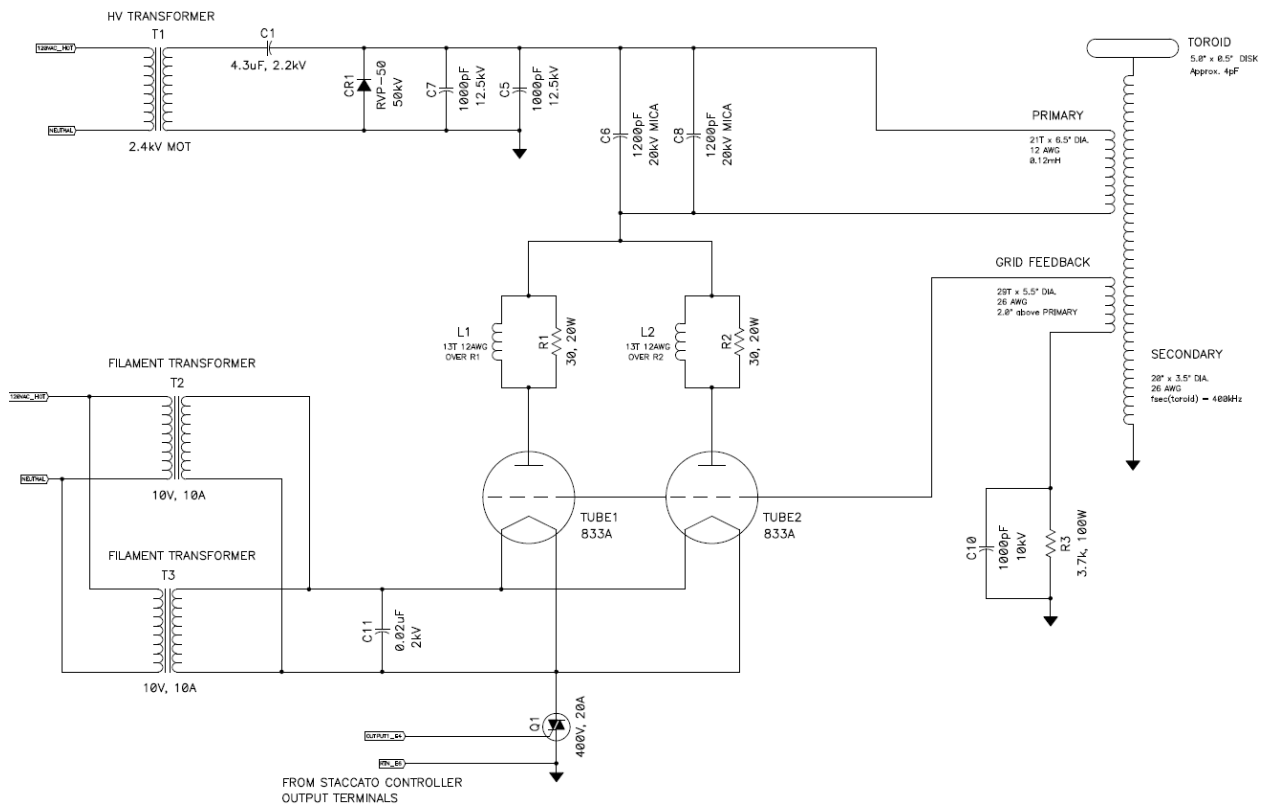 HV TRANSFORMER
T1
120VAC_HOT
NEUTRAL
2.4kV MOT
C1
4.3uF, 2.2kV
CR1
RVP-50
50kV
C7
1000pF
12.5kV
C5
1000pF
12.5kV
C6
1200pF
20kV MICA
C8
1200pF
20kV MICA
TOROID
5.0" x 0.5" DISK
Approx. 4pF
PRIMARY
21T x 6.5" DIA.
12 AWG
0.12mH
GRID FEEDBACK
29T x 5.5" DIA.
26 AWG
2.0" above PRIMARY
SECONDARY
20" x 3.5" DIA.
26 AWG
fsec(toroid) = 400kHz
L1
13T 12AWG
OVER R1
R1
30, 20W
L2
13T 12AWG
OVER R2
R2
30, 20W
FILAMENT TRANSFORMER
T2
120VAC_HOT
NEUTRAL
10V, 10A
FILAMENT TRANSFORMER
T3
10V, 10A
TUBE1
833A
TUBE2
833A
C10
1000pF
10kV
R3
3.7k, 100W
C11
0.02uF
2kV
Q1
400V, 20A
OUTPUT1_E4
RTN_E6
FROM STACCATO CONTROLLER
OUTPUT TERMINALS